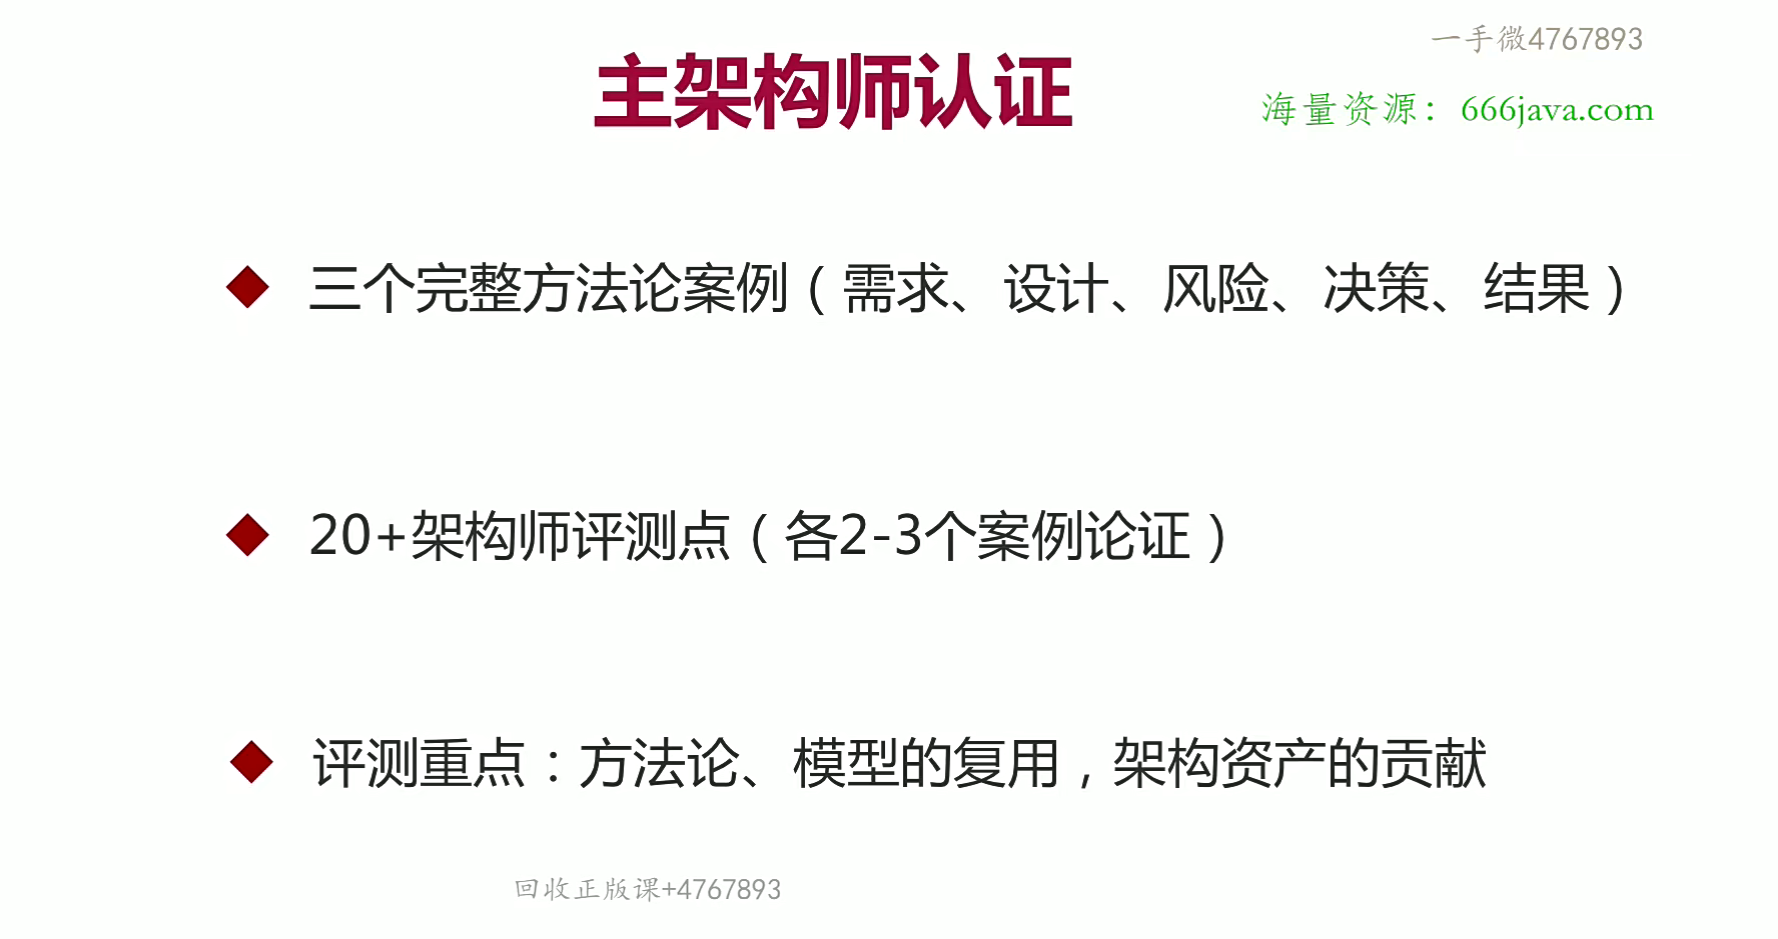 一手微4767893
主架构师认证
海量资源：666java.com
三个完整方法论案例（需求、设计、风险、决策、结果）
20+架构师评测点（各2-3个案例论证）
评测重点：方法论、模型的复用，架构资产的贡献
回收正版课+4767893